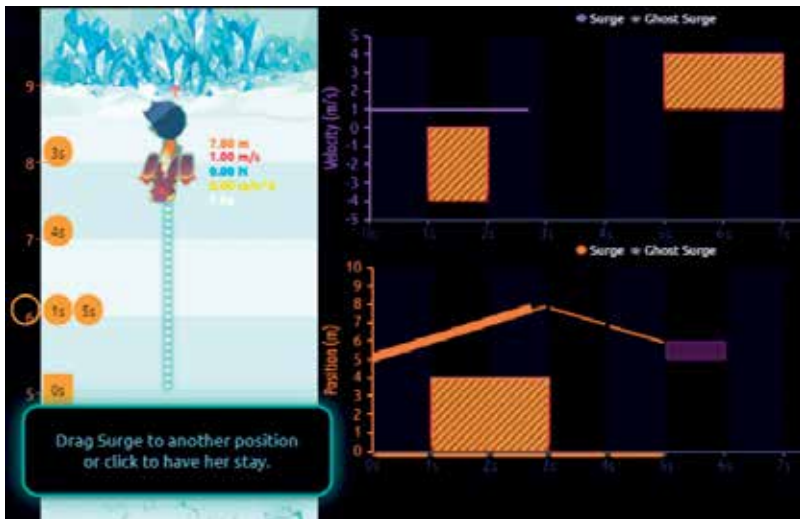 9
8
7
6
5
3s
4s
1s 5s
0s
7.00 m
1.00 m/s
0.00 N
Drag Surge to another position
or click to have her stay.
Surge Ghost Surge
Velocity (m/s)
5
4
3
2
1
0
-1
-2
-3
-4
-5
0s 1s 2s 3s 4s 5s 6s 7s
Surge Ghost Surge
Position (m)
10
9
8
7
6
5
4
3
2
1
0
0s 1s 2s 3s 4s 5s 6s 7s